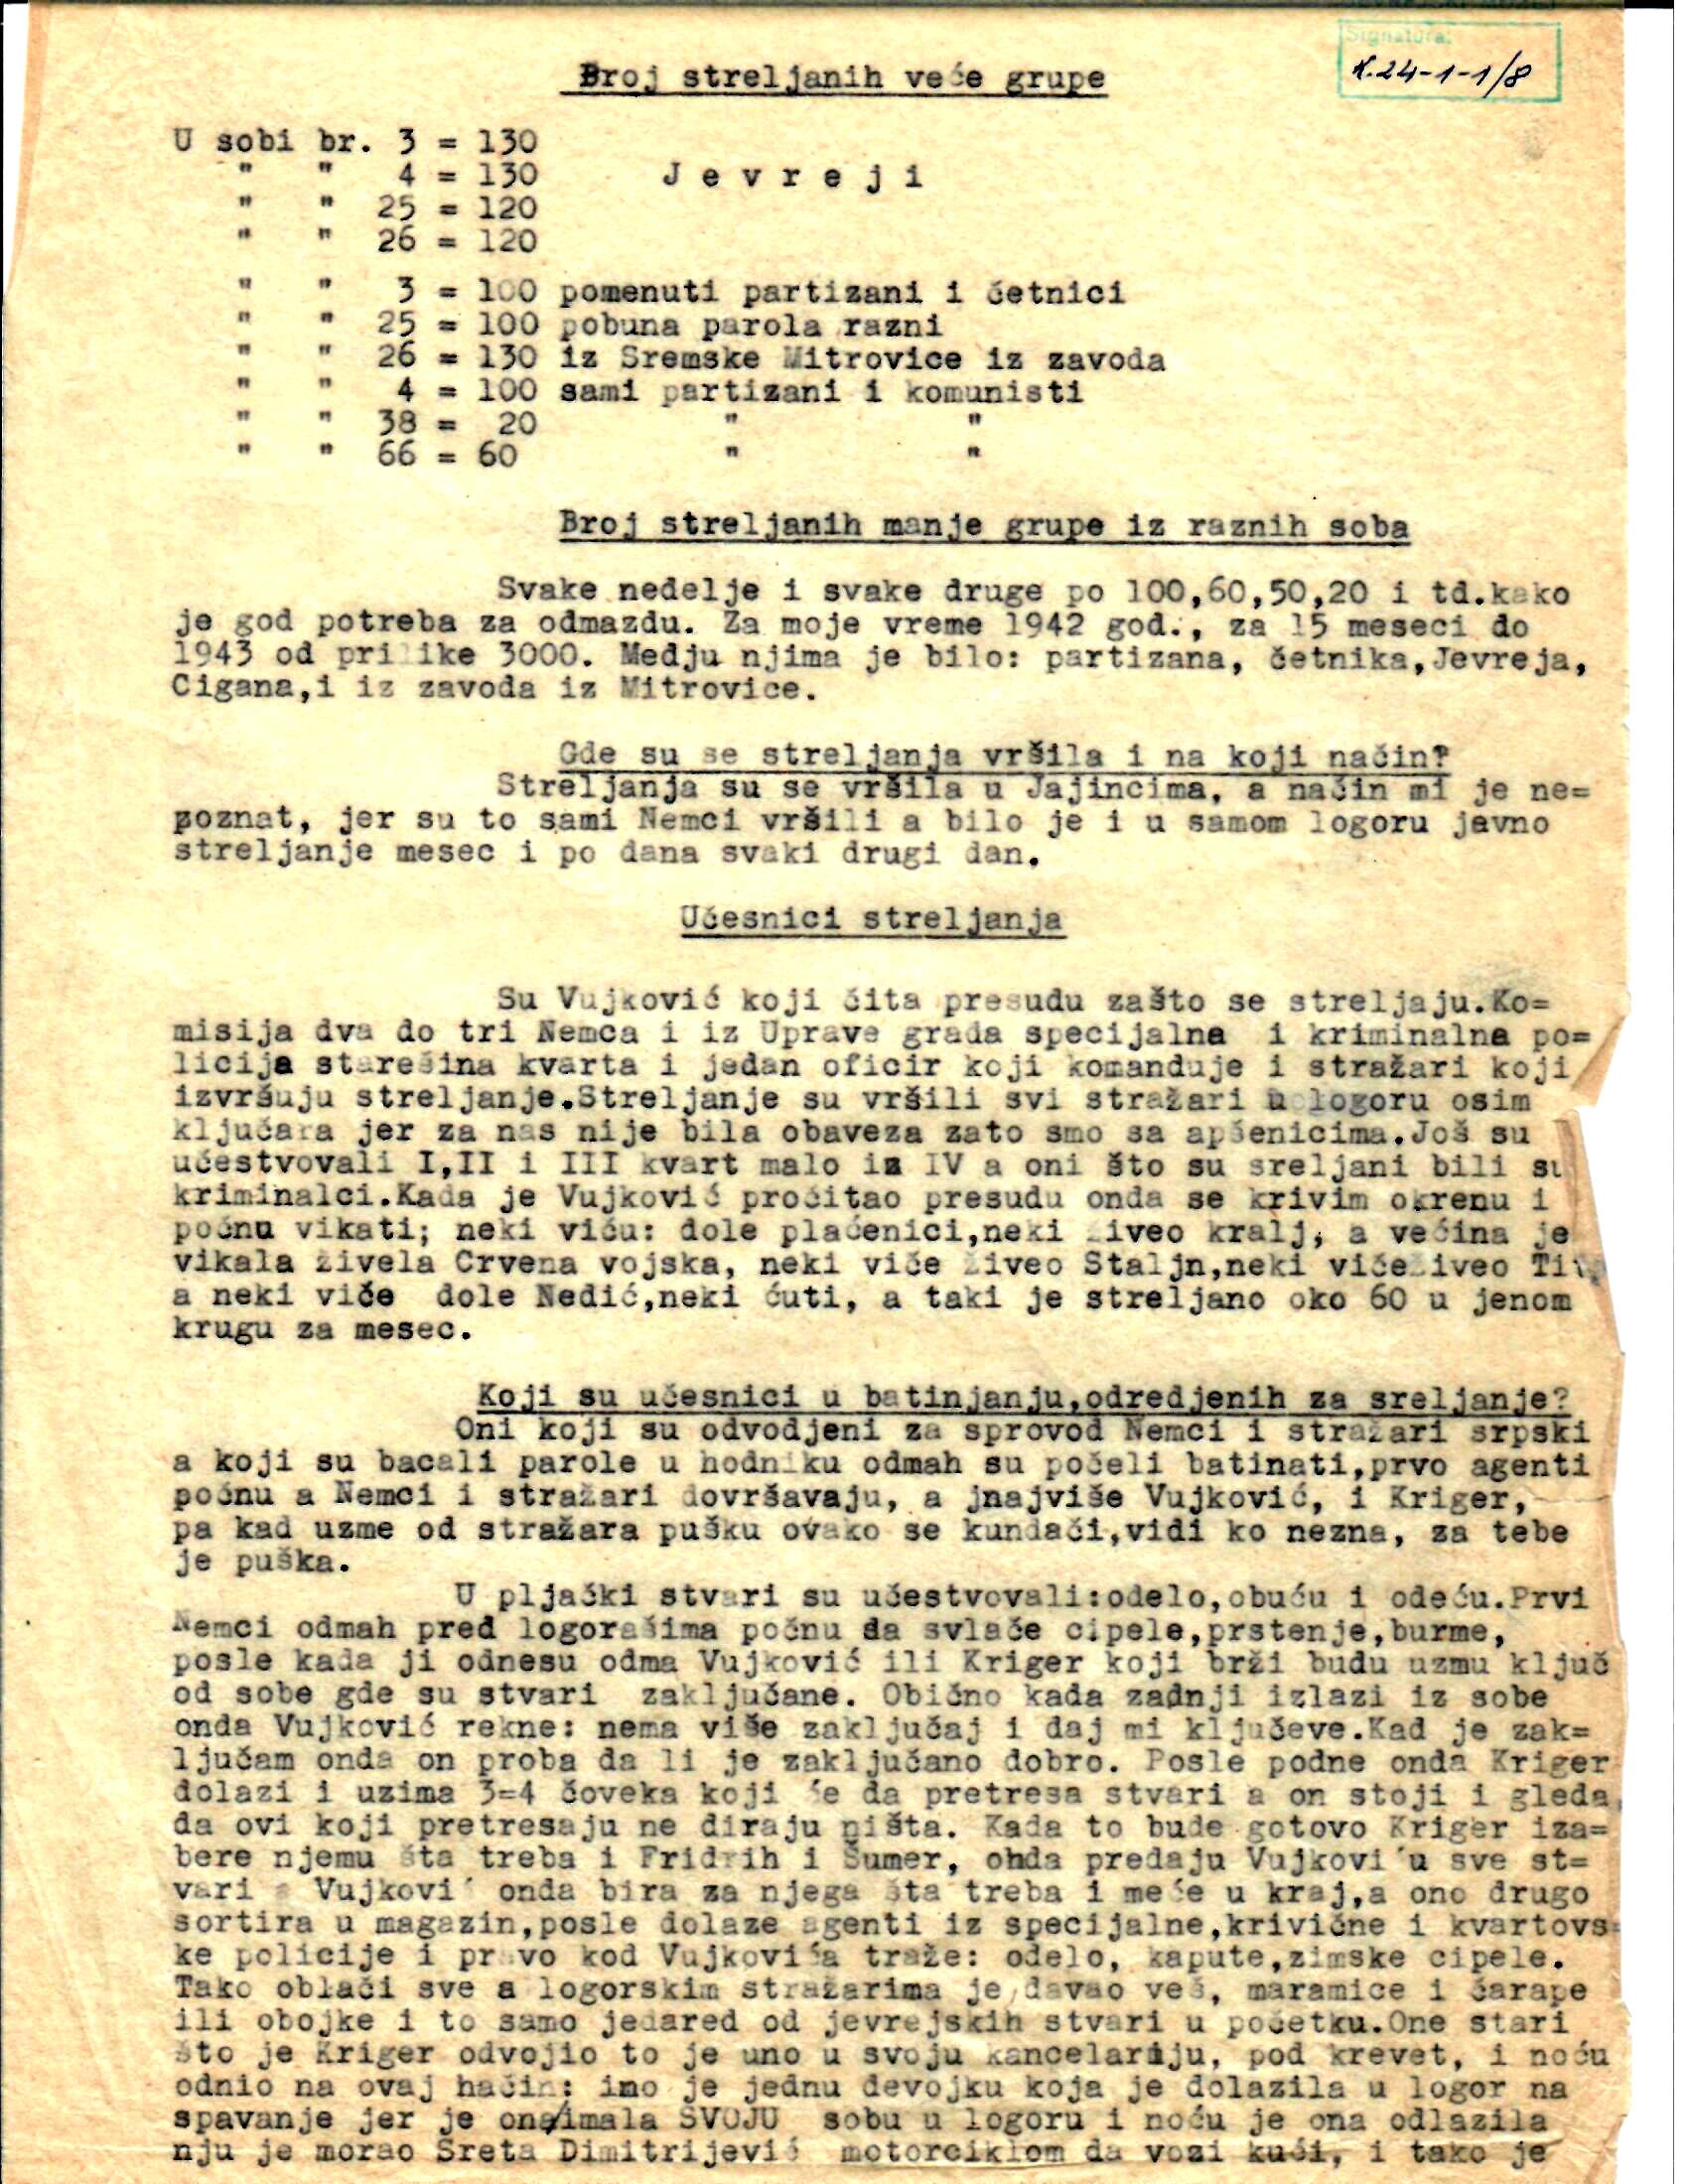 Signatura:
K.24-1-1/8
Broj streljanih veće grupe
U sobi br. 3 = 130
" " 4 = 130 J e v r e j i
" " 25 = 120
" " 26 = 120
" " 3 = 100 pomenuti partizani i četnici
" " 25 = 100 pobuna parola razni
" " 26 = 130 iz Sremske Mitrovice iz zavoda
" " 4 = 100 sami partizani i komunisti
" " 38 = 20 " "
" " 66 = 60 " "
Broj streljanih manje grupe iz raznih soba
Svake nedelje i svake druge po 100,60,50,20 i td.kako
je god potreba za odmazdu. Za moje vreme 1942 god., za 15 meseci do
1943 od prilike 3000. Medju njima je bilo: partizana, četnika,Jevreja,
Cigana,i iz zavoda iz Mitrovice.
Gde su se streljanja vršila i na koji način?
Streljanja su se vršila u Jajincima, a način mi je ne=
poznat, jer su to sami Nemci vršili a bilo je i u samom logoru javno
streljanje mesec i po dana svaki drugi dan.
Učesnici streljanja
Su Vujković koji čita presudu zašto se streljaju.Ko=
misija dva do tri Nemca i iz Uprave grada specijalna i kriminalna po=
licija starešina kvarta i jedan oficir koji komanduje i stražari koji
izvršuju streljanje.Streljanje su vršili svi stražari u logoru osim
ključara jer za nas nije bila obaveza zato smo sa apšenicima.Još su
učestvovali I,II i III kvart malo iz IV a oni što su sreljani bili su
kriminalci.Kada je Vujković pročitao presudu onda se krivim okrenu i
počnu vikati; neki viču: dole plaćenici,neki živeo kralj, a većina je
vikala živela Crvena vojska, neki viče živeo Staljn,neki viče živeo Tito
a neki viče dole Nedić,neki ćuti, a taki je streljano oko 60 u jenom
krugu za mesec.
Koji su učesnici u batinjanju,odredjenih za sreljanje?
Oni koji su odvodjeni za sprovod Nemci i stražari srpski
a koji su bacali parole u hodniku odmah su počeli batinati,prvo agenti
počnu a Nemci i stražari dovršavaju, a jnajviše Vujković, i Kriger,
pa kad uzme od stražara pušku ovako se kundači,vidi ko nezna, za tebe
je puška.
U pljački stvari su učestvovali:odelo,obuću i odeću.Prvi
Nemci odmah pred logorašima počnu da svlače cipele,prstenje,burme,
posle kada ji odnesu odma Vujković ili Kriger koji brži budu uzmu ključ
od sobe gde su stvari zaključane. Obično kada zadnji izlazi iz sobe
onda Vujković rekne: nema više zaključaj i daj mi ključeve.Kad je zak=
ljučam onda on proba da li je zaključano dobro. Posle podne onda Kriger
dolazi i uzima 3=4 čoveka koji će da pretresa stvari a on stoji i gleda,
da ovi koji pretresaju ne diraju ništa. Kada to bude gotovo Kriger iza=
bere njemu šta treba i Fridrih i Šumer, onda predaju Vujkoviću sve st=
vari a Vujković onda bira za njega šta treba i meće u kraj,a ono drugo
sortira u magazin,posle dolaze agenti iz specijalne,krivične i kvartovs=
ke policije i pravo kod Vujkovića traže: odelo, kapute,zimske cipele.
Tako oblači sve a logorskim stražarima je davao veš, maramice i čarape
ili obojke i to samo jedared od jevrejskih stvari u početku.One stari
što je Kriger odvojio to je uno u svoju kancelariju, pod krevet, i noću
odnio na ovaj način: imo je jednu devojku koja je dolazila u logor na
spavanje jer je ona imala SVOJU sobu u logoru i noću je ona odlazila
nju je morao Sreta Dimitrijević motorciklom da vozi kući, i tako je